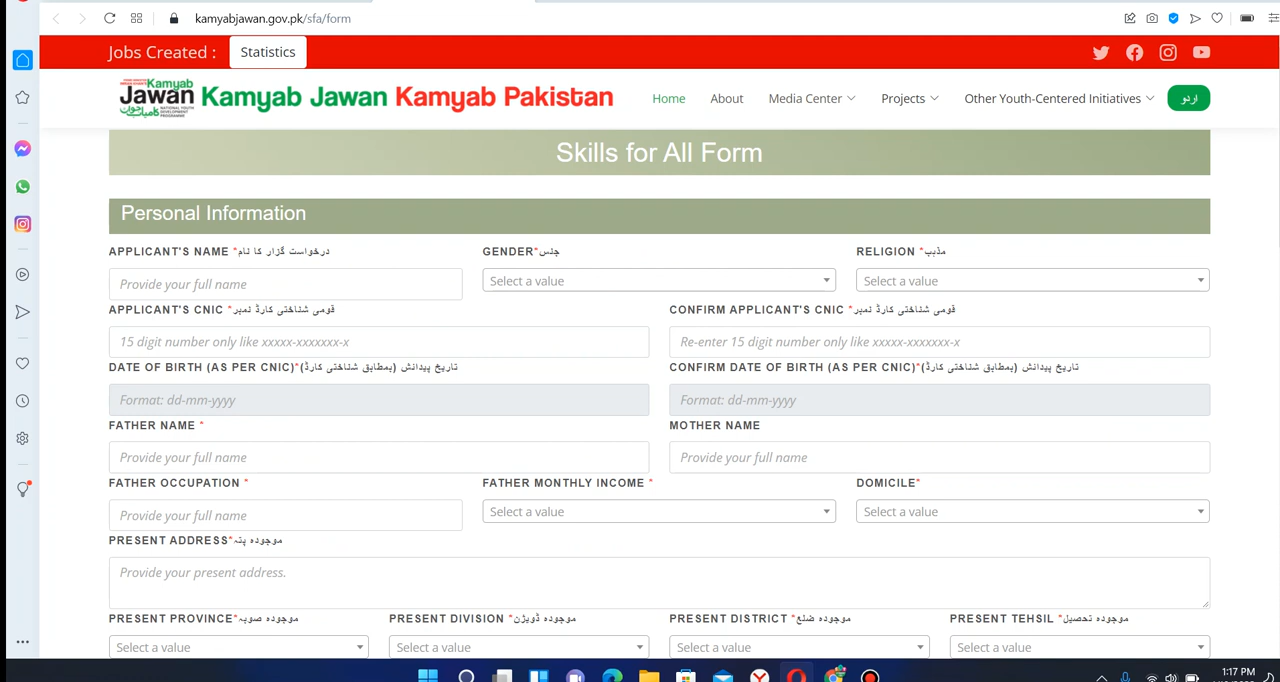 kamyabjawan.gov.pk/sfa/form
Jobs Created : Statistics
Kamyab Jawan Kamyab Jawan Kamyab Pakistan Home About Media Center Projects Other Youth-Centered Initiatives اردو
Skills for All Form
Personal Information
APPLICANT'S NAME *درخواست گزار کا نام GENDER*جنس RELIGION *مذہب
Provide your full name Select a value Select a value
APPLICANT'S CNIC *قومی شناختی کارڈ نمبر CONFIRM APPLICANT'S CNIC *قومی شناختی کارڈ نمبر
15 digit number only like xxxxx-xxxxxxx-x Re-enter 15 digit number only like xxxxx-xxxxxxx-x
DATE OF BIRTH (AS PER CNIC)*تاریخ پیدائش (بمطابق شناختی کارڈ) CONFIRM DATE OF BIRTH (AS PER CNIC)*تاریخ پیدائش (بمطابق شناختی کارڈ)
Format: dd-mm-yyyy Format: dd-mm-yyyy
FATHER NAME * MOTHER NAME
Provide your full name Provide your full name
FATHER OCCUPATION * FATHER MONTHLY INCOME * DOMICILE*
Provide your full name Select a value Select a value
PRESENT ADDRESS*موجودہ پتہ
Provide your present address.
PRESENT PROVINCE*موجودہ صوبہ PRESENT DIVISION *موجودہ ڈویژن PRESENT DISTRICT *موجودہ ضلع PRESENT TEHSIL *موجودہ تحصیل
Select a value Select a value Select a value Select a value
1:17 PM